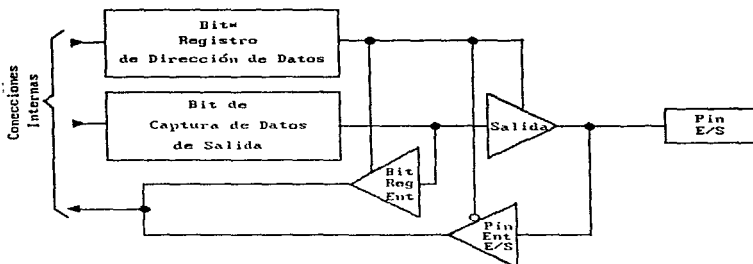 Conecciones
Internas
Bit*
Registro
de Dirección de Datos
Bit de
Captura de Datos
de Salida
Salida
Pin
E/S
Bit
Reg
Ent
Pin
Ent
E/S